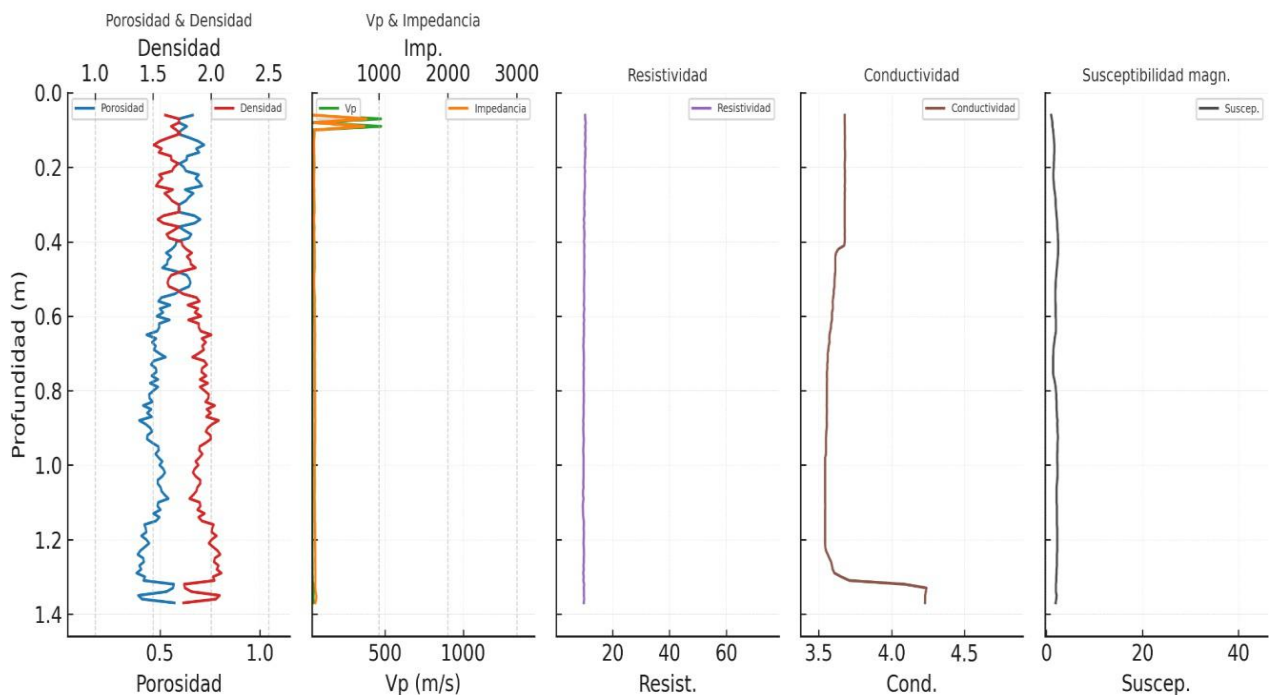 Porosidad & Densidad
Densidad
1.0 1.5 2.0 2.5
Vp & Impedancia
Imp.
1000 2000 3000
Resistividad
Conductividad
Susceptibilidad magn.
Porosidad
Densidad
Vp
Impedancia
Resistividad
Conductividad
Suscep.
Profundidad (m)
0.0
0.2
0.4
0.6
0.8
1.0
1.2
1.4
0.5 1.0
Porosidad
500 1000
Vp (m/s)
20 40 60
Resist.
3.5 4.0 4.5
Cond.
0 20 40
Suscep.